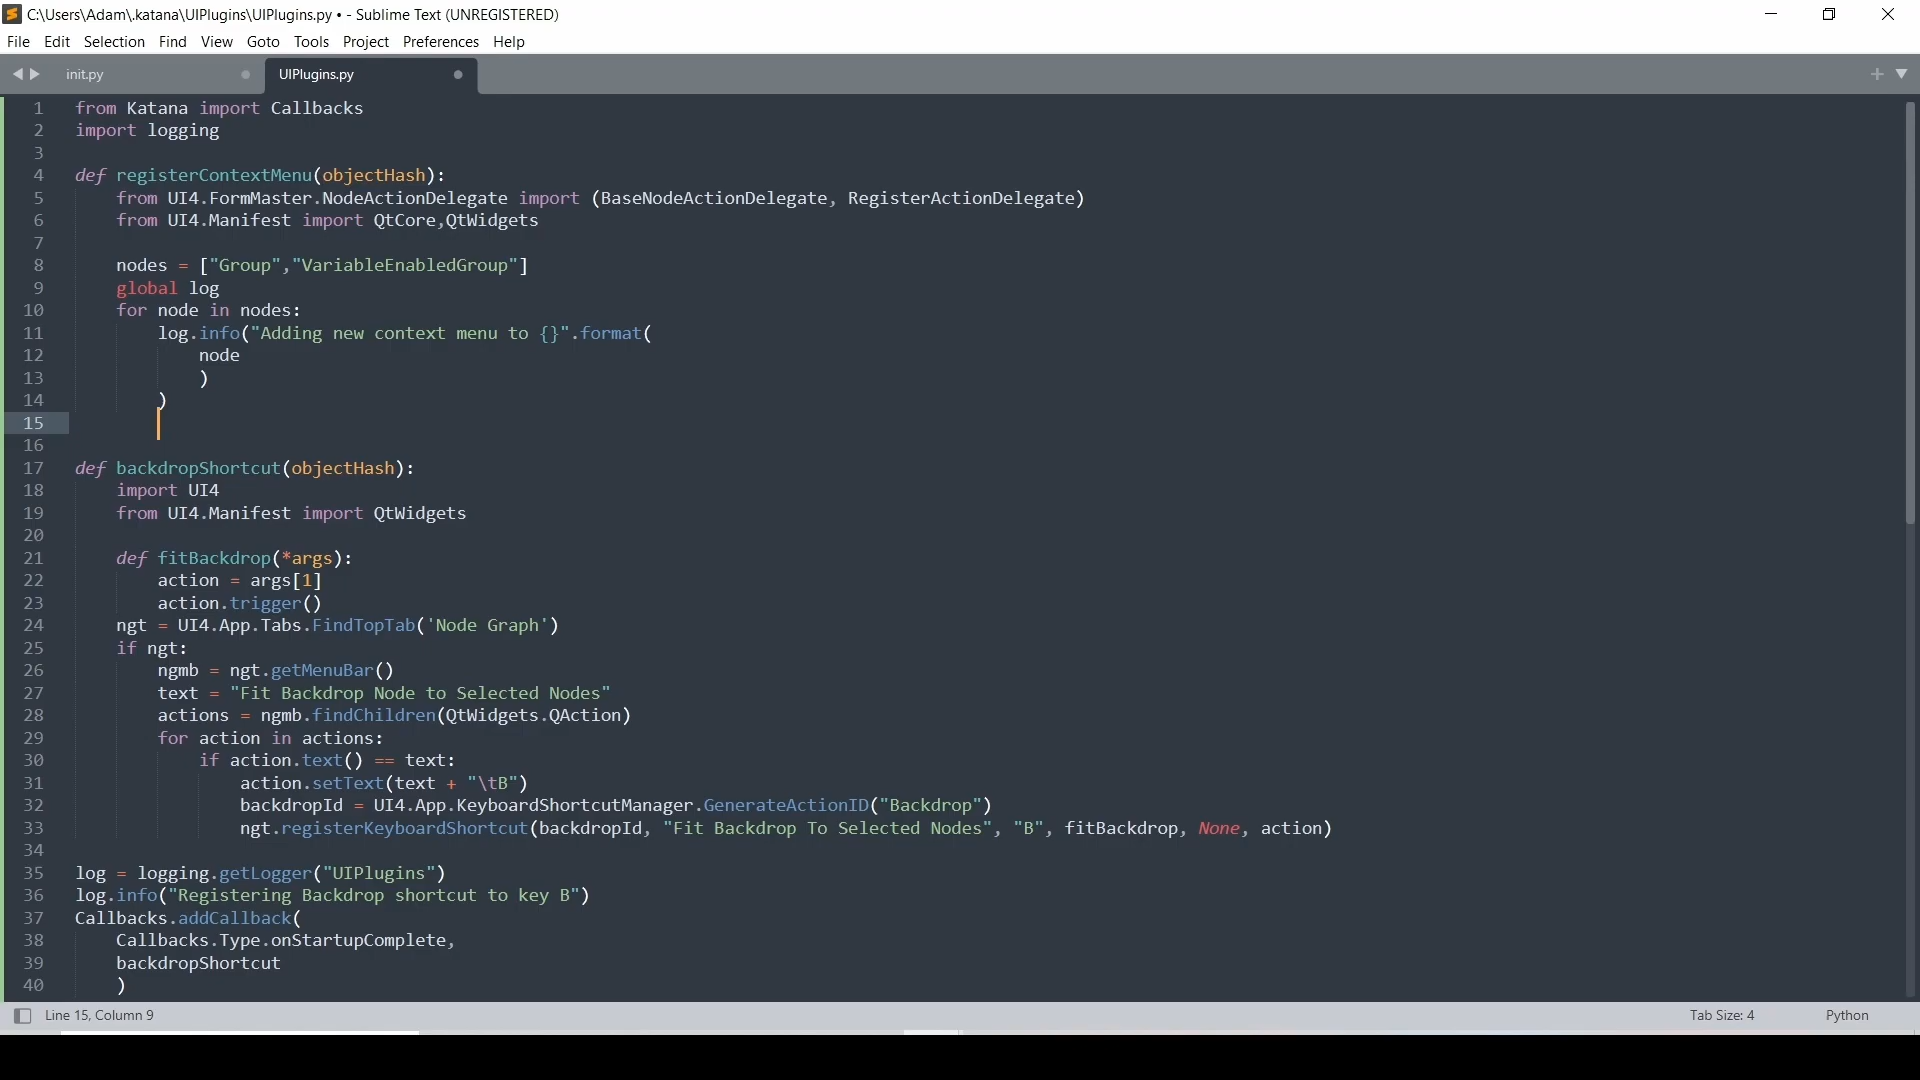 C:\Users\Adam\.katana\UIPlugins\UIPlugins.py • - Sublime Text (UNREGISTERED)
File Edit Selection Find View Goto Tools Project Preferences Help
init.py UIPlugins.py
1 from Katana import Callbacks
2 import logging
3
4 def registerContextMenu(objectHash):
5     from UI4.FormMaster.NodeActionDelegate import (BaseNodeActionDelegate, RegisterActionDelegate)
6     from UI4.Manifest import QtCore,QtWidgets
7
8     nodes = ["Group","VariableEnabledGroup"]
9     global log
10     for node in nodes:
11         log.info("Adding new context menu to {}".format(
12             node
13             )
14         )
15
16
17 def backdropShortcut(objectHash):
18     import UI4
19     from UI4.Manifest import QtWidgets
20
21     def fitBackdrop(*args):
22         action = args[1]
23         action.trigger()
24     ngt = UI4.App.Tabs.FindTopTab('Node Graph')
25     if ngt:
26         ngmb = ngt.getMenuBar()
27         text = "Fit Backdrop Node to Selected Nodes"
28         actions = ngmb.findChildren(QtWidgets.QAction)
29         for action in actions:
30             if action.text() == text:
31                 action.setText(text + "\tB")
32                 backdropId = UI4.App.KeyboardShortcutManager.GenerateActionID("Backdrop")
33                 ngt.registerKeyboardShortcut(backdropId, "Fit Backdrop To Selected Nodes", "B", fitBackdrop, None, action)
34
35 log = logging.getLogger("UIPlugins")
36 log.info("Registering Backdrop shortcut to key B")
37 Callbacks.addCallback(
38     Callbacks.Type.onStartupComplete,
39     backdropShortcut
40     )
Line 15, Column 9 Tab Size: 4 Python